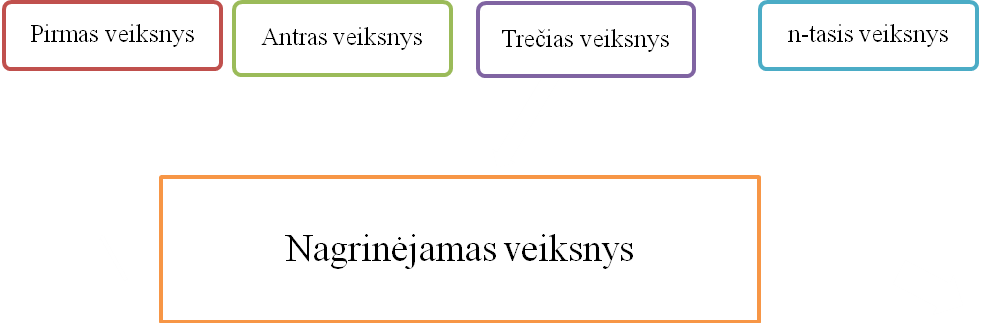 Pirmas veiksnys
Antras veiksnys
Trečias veiksnys
n-tasis veiksnys
Nagrinėjamas veiksnys